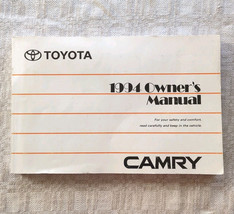 TOYOTA
1994 Owner's
Manual
For your safety and comfort
read carefully and keep in the vehicle.
CAMRY